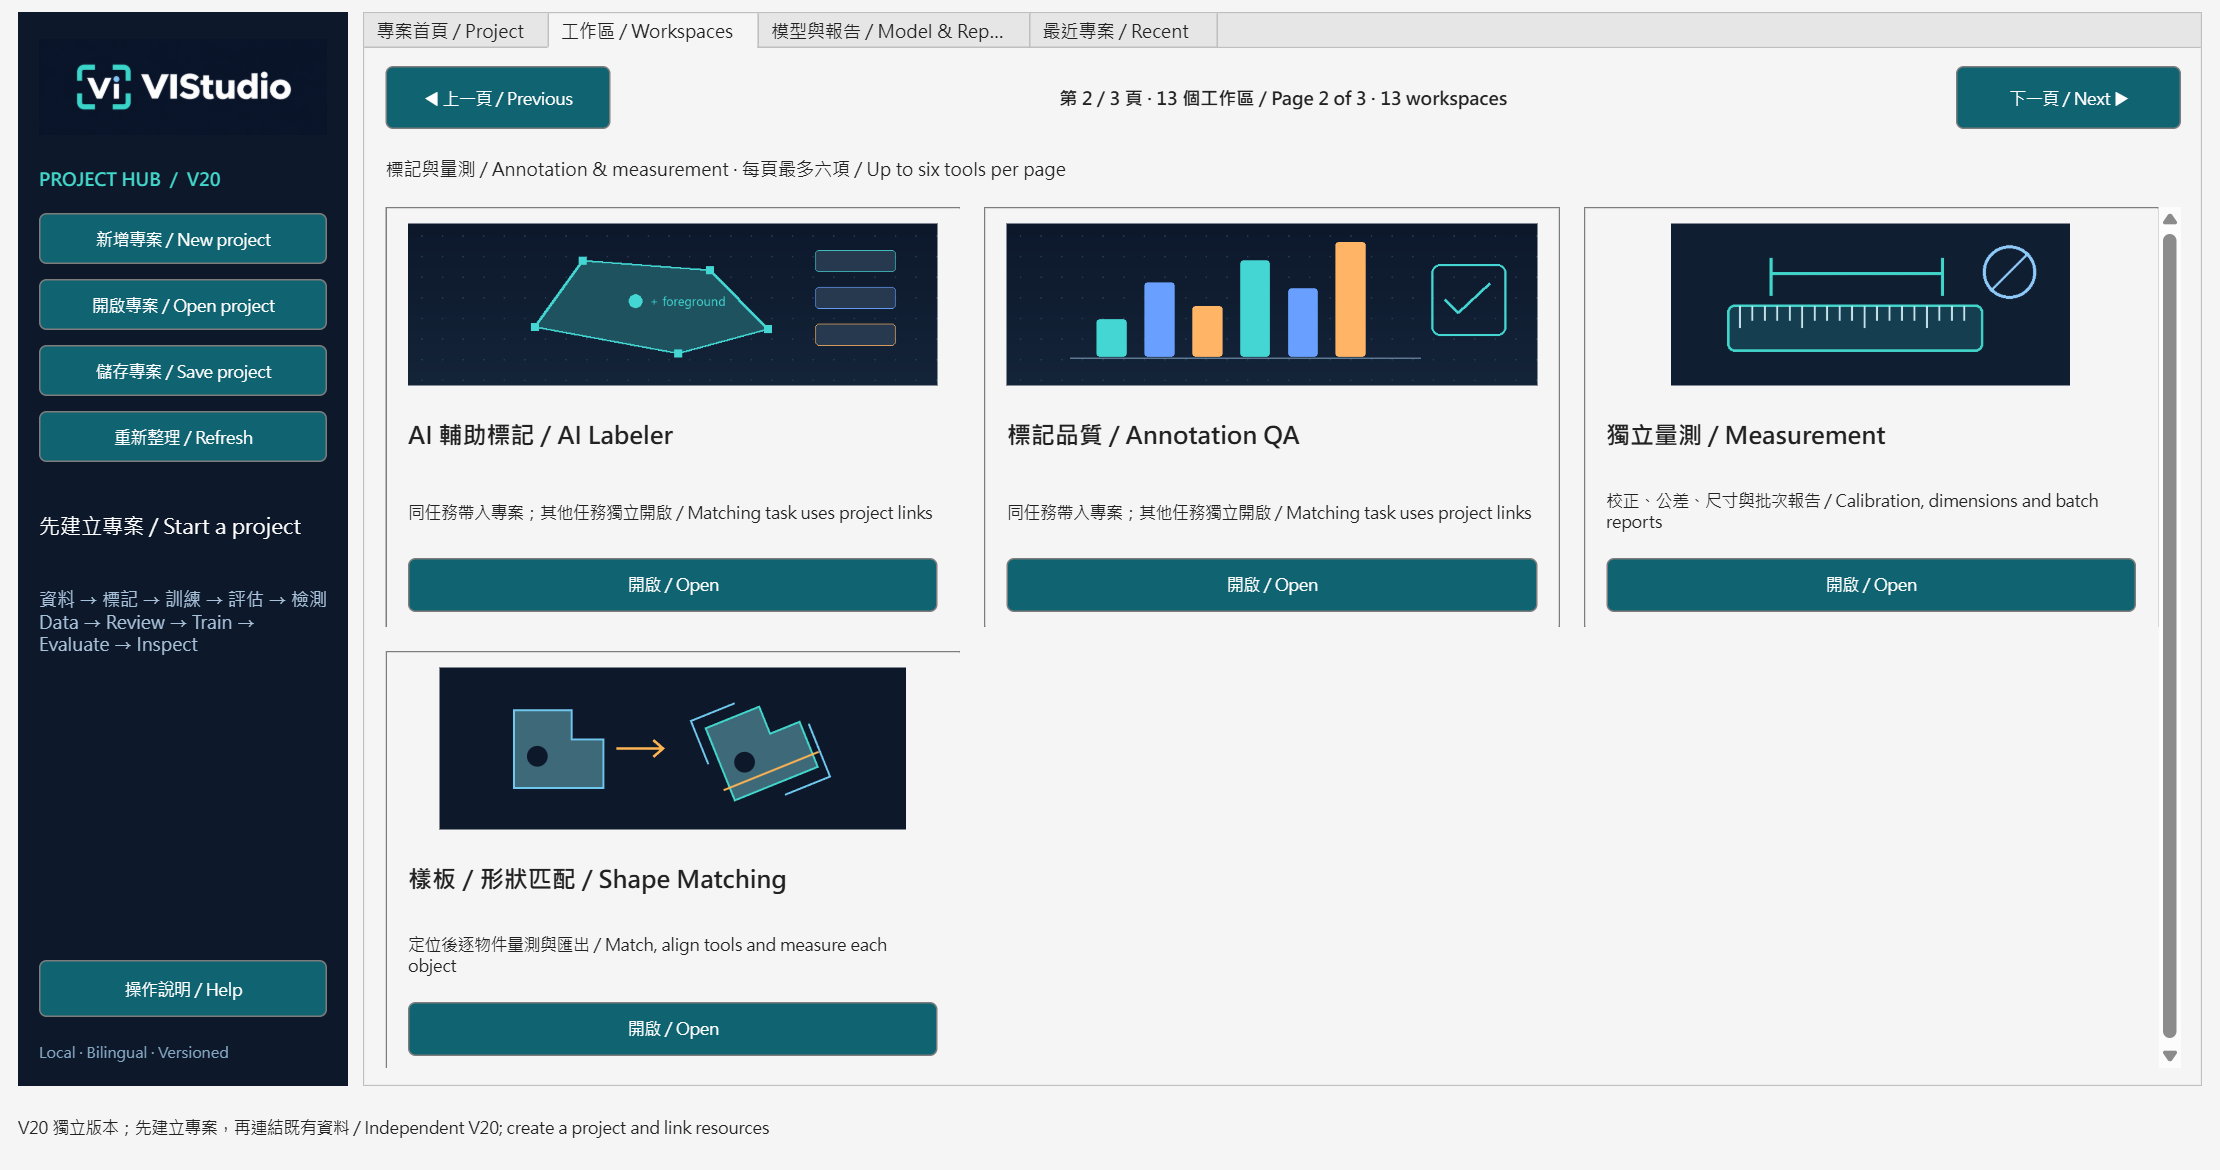 Vi VIStudio
PROJECT HUB / V20
新增專案 / New project
開啟專案 / Open project
儲存專案 / Save project
重新整理 / Refresh
先建立專案 / Start a project
資料 → 標記 → 訓練 → 評估 → 檢測
Data → Review → Train →
Evaluate → Inspect
操作說明 / Help
Local · Bilingual · Versioned
專案首頁 / Project
工作區 / Workspaces
模型與報告 / Model & Rep...
最近專案 / Recent
◀ 上一頁 / Previous
第 2 / 3 頁 · 13 個工作區 / Page 2 of 3 · 13 workspaces
下一頁 / Next ▶
標記與量測 / Annotation & measurement · 每頁最多六項 / Up to six tools per page
+ foreground
AI 輔助標記 / AI Labeler
同任務帶入專案；其他任務獨立開啟 / Matching task uses project links
開啟 / Open
標記品質 / Annotation QA
同任務帶入專案；其他任務獨立開啟 / Matching task uses project links
開啟 / Open
獨立量測 / Measurement
校正、公差、尺寸與批次報告 / Calibration, dimensions and batch
reports
開啟 / Open
樣板 / 形狀匹配 / Shape Matching
定位後逐物件量測與匯出 / Match, align tools and measure each
object
開啟 / Open
V20 獨立版本；先建立專案，再連結既有資料 / Independent V20; create a project and link resources